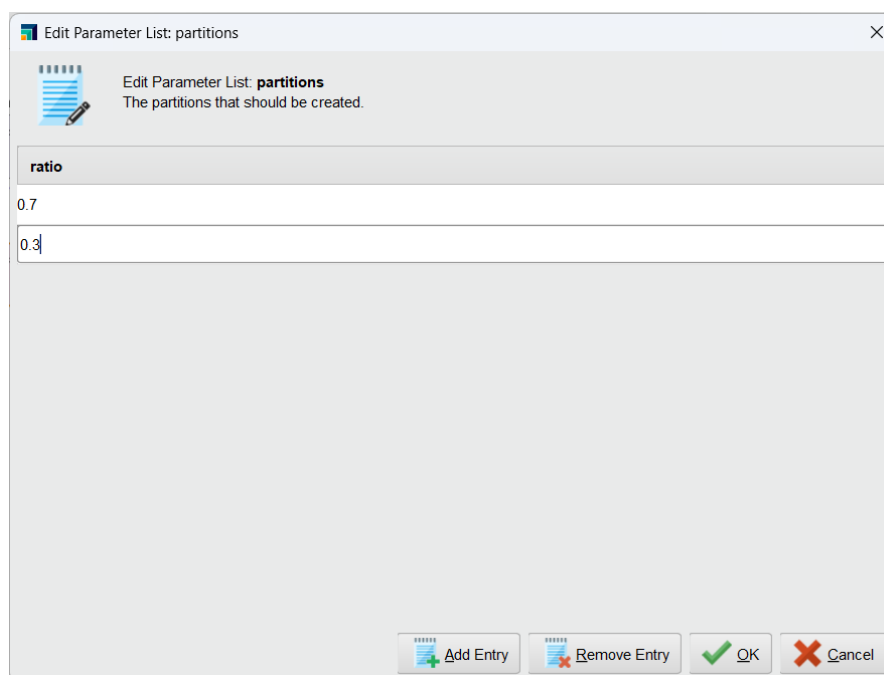 Edit Parameter List: partitions
Edit Parameter List: partitions
The partitions that should be created.
ratio
0.7
0.3
Add Entry Remove Entry OK Cancel